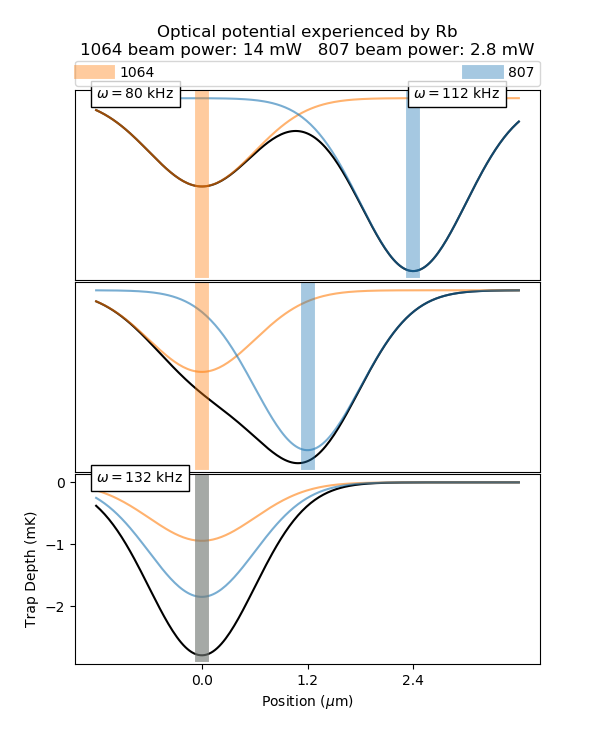 Optical potential experienced by Rb
1064 beam power: 14 mW   807 beam power: 2.8 mW
1064   807
ω = 80 kHz   ω = 112 kHz
ω = 132 kHz
0
−1
−2
Trap Depth (mK)
0.0   1.2   2.4
Position (μm)